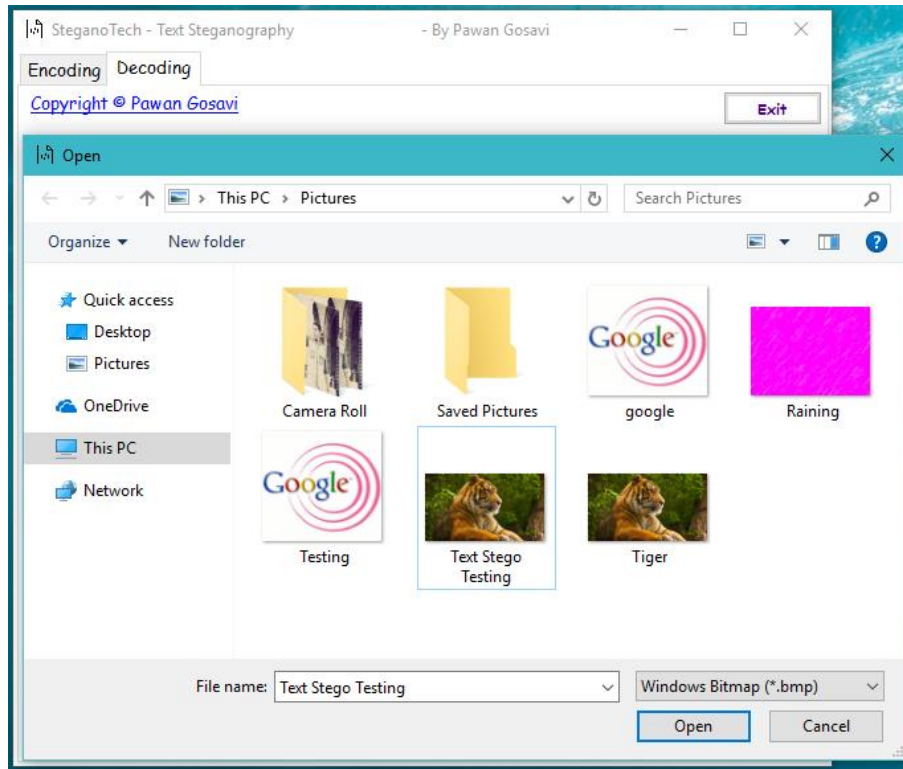 SteganoTech - Text Steganography - By Pawan Gosavi
Encoding Decoding
Copyright © Pawan Gosavi Exit
Open
This PC > Pictures Search Pictures
Organize New folder
Quick access
Desktop
Pictures
OneDrive
This PC
Network
Camera Roll
Saved Pictures
Google
google
Raining
Google
Testing
Text Stego
Testing
Tiger
File name: Text Stego Testing Windows Bitmap (*.bmp)
Open Cancel